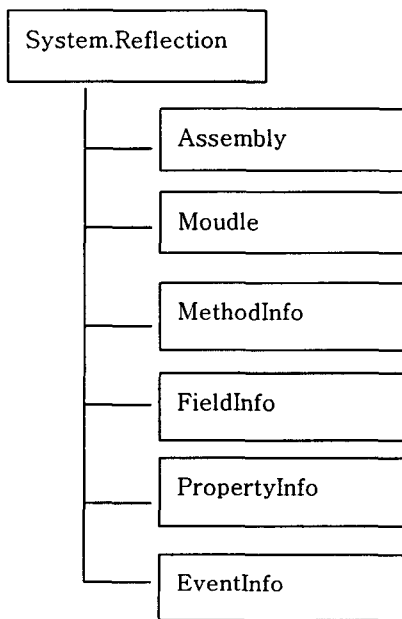 System.Reflection
Assembly
Moudle
MethodInfo
FieldInfo
PropertyInfo
EventInfo